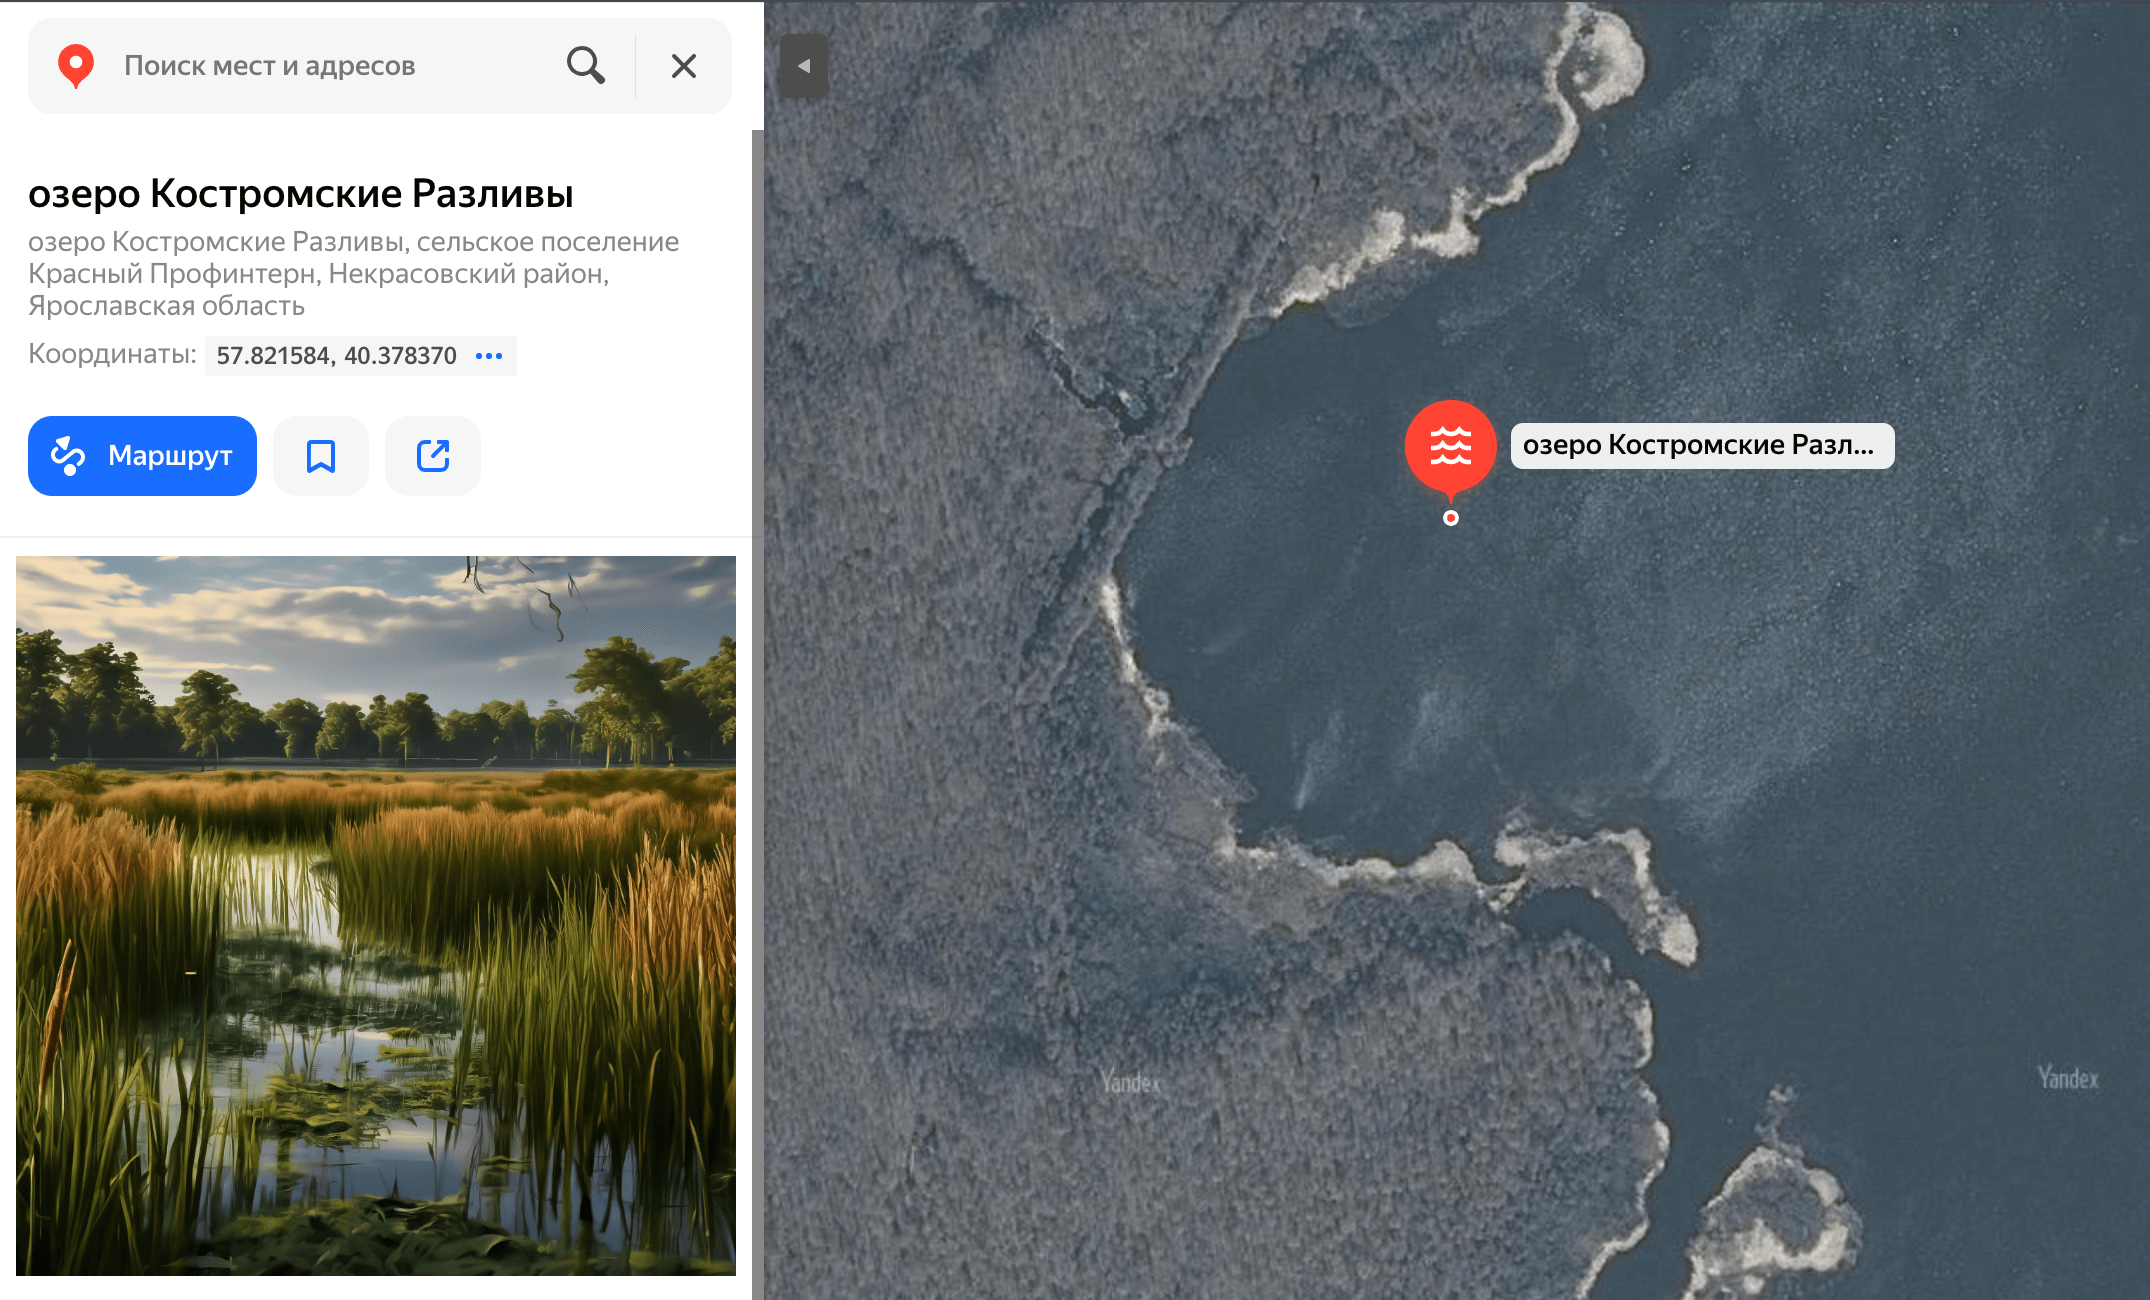 Поиск мест и адресов
озеро Костромские Разливы
озеро Костромские Разливы, сельское поселение
Красный Профинтерн, Некрасовский район,
Ярославская область
Координаты: 57.821584, 40.378370
Маршрут
озеро Костромские Разл...
Yandex
Yandex